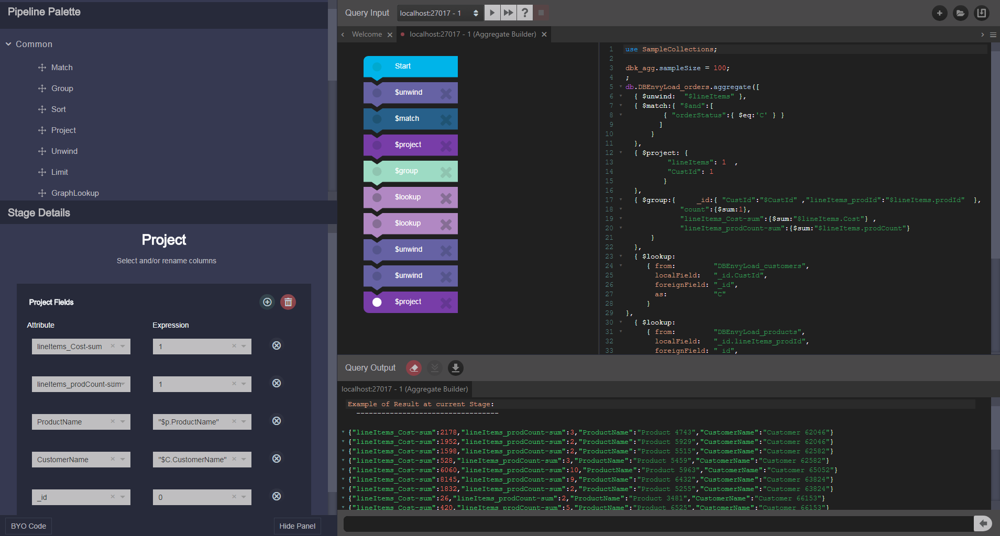 Pipeline Palette
Common
Match
Group
Sort
Project
Unwind
Limit
GraphLookup
Stage Details
Project
Select and/or rename columns
Project Fields
Attribute Expression
lineItems_Cost-sum 1
lineItems_prodCount-sum 1
ProductName "$p.ProductName"
CustomerName "$C.CustomerName"
_id 0
BYO Code Hide Panel
Query Input localhost:27017 - 1
Welcome localhost:27017 - 1 (Aggregate Builder)
Start
$unwind
$match
$project
$group
$lookup
$lookup
$unwind
$unwind
$project
1 use SampleCollections;
2
3 dbk_agg.sampleSize = 100;
4 ;
5 db.DBEnvyLoad_orders.aggregate([
6 { $unwind: "$lineItems" },
7 { $match:{ "$and":[
8 { "orderStatus":{ $eq:'C' } }
9 ]
10 }
11 },
12 { $project: {
13 "lineItems": 1 ,
14 "CustId": 1
15 }
16 },
17 { $group:{ _id:{ "CustId":"$CustId" ,"lineItems_prodId":"$lineItems.prodId" },
18 "count":{$sum:1},
19 "lineItems_Cost-sum":{$sum:"$lineItems.Cost"} ,
20 "lineItems_prodCount-sum":{$sum:"$lineItems.prodCount"}
21 }
22 },
23 { $lookup:
24 { from: "DBEnvyLoad_customers",
25 localField: "_id.CustId",
26 foreignField: "_id",
27 as: "C"
28 }
29 },
30 { $lookup:
31 { from: "DBEnvyLoad_products",
32 localField: "_id.lineItems_prodId",
33 foreignField: "_id",
Query Output
localhost:27017 - 1 (Aggregate Builder)
Example of Result at current Stage:
----------------------------------
{"lineItems_Cost-sum":2178,"lineItems_prodCount-sum":3,"ProductName":"Product 4743","CustomerName":"Customer 62046"}
{"lineItems_Cost-sum":1952,"lineItems_prodCount-sum":2,"ProductName":"Product 5929","CustomerName":"Customer 62046"}
{"lineItems_Cost-sum":1598,"lineItems_prodCount-sum":2,"ProductName":"Product 5515","CustomerName":"Customer 62582"}
{"lineItems_Cost-sum":528,"lineItems_prodCount-sum":3,"ProductName":"Product 5459","CustomerName":"Customer 62582"}
{"lineItems_Cost-sum":6060,"lineItems_prodCount-sum":10,"ProductName":"Product 5963","CustomerName":"Customer 65052"}
{"lineItems_Cost-sum":8145,"lineItems_prodCount-sum":9,"ProductName":"Product 6432","CustomerName":"Customer 63824"}
{"lineItems_Cost-sum":1832,"lineItems_prodCount-sum":2,"ProductName":"Product 5255","CustomerName":"Customer 63824"}
{"lineItems_Cost-sum":26,"lineItems_prodCount-sum":2,"ProductName":"Product 3481","CustomerName":"Customer 66153"}
{"lineItems_Cost-sum":420,"lineItems_prodCount-sum":5,"ProductName":"Product 6525","CustomerName":"Customer 66153"}